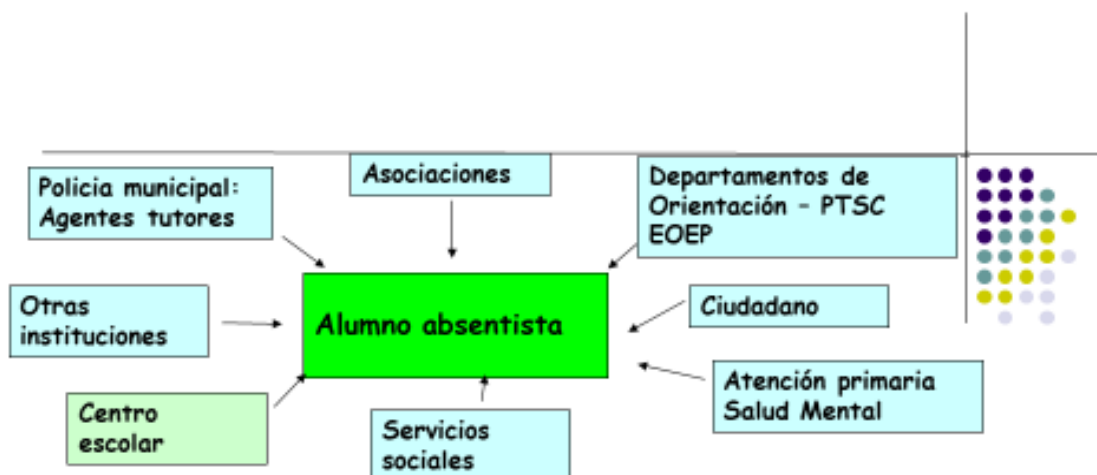 Policia municipal:
Agentes tutores
Asociaciones
Departamentos de
Orientación – PTSC
EOEP
Otras
instituciones
Alumno absentista
Ciudadano
Centro
escolar
Servicios
sociales
Atención primaria
Salud Mental